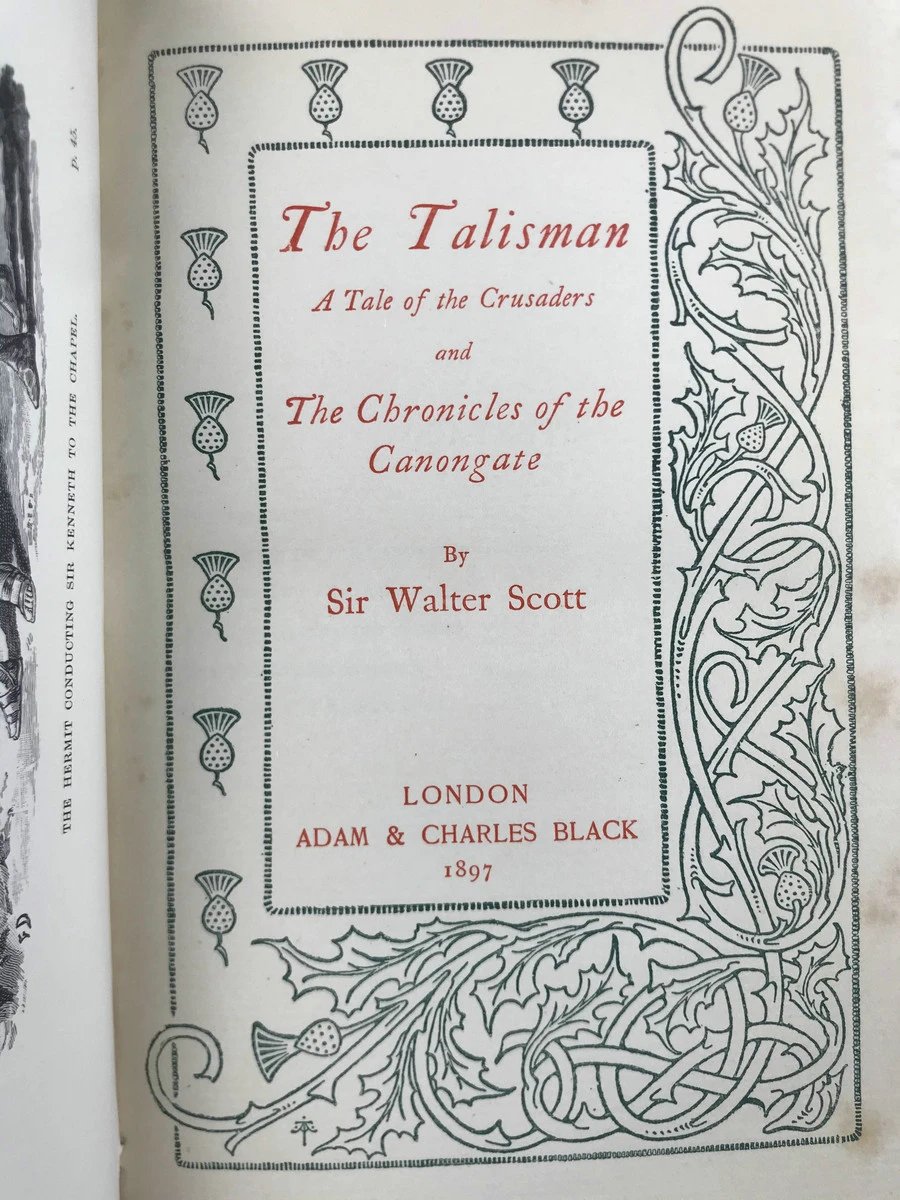 THE HERMIT CONDUCTING SIR KENNETH TO THE CHAPEL.
p. 45.
The Talisman
A Tale of the Crusaders
and
The Chronicles of the
Canongate
By
Sir Walter Scott
LONDON
ADAM & CHARLES BLACK
1897